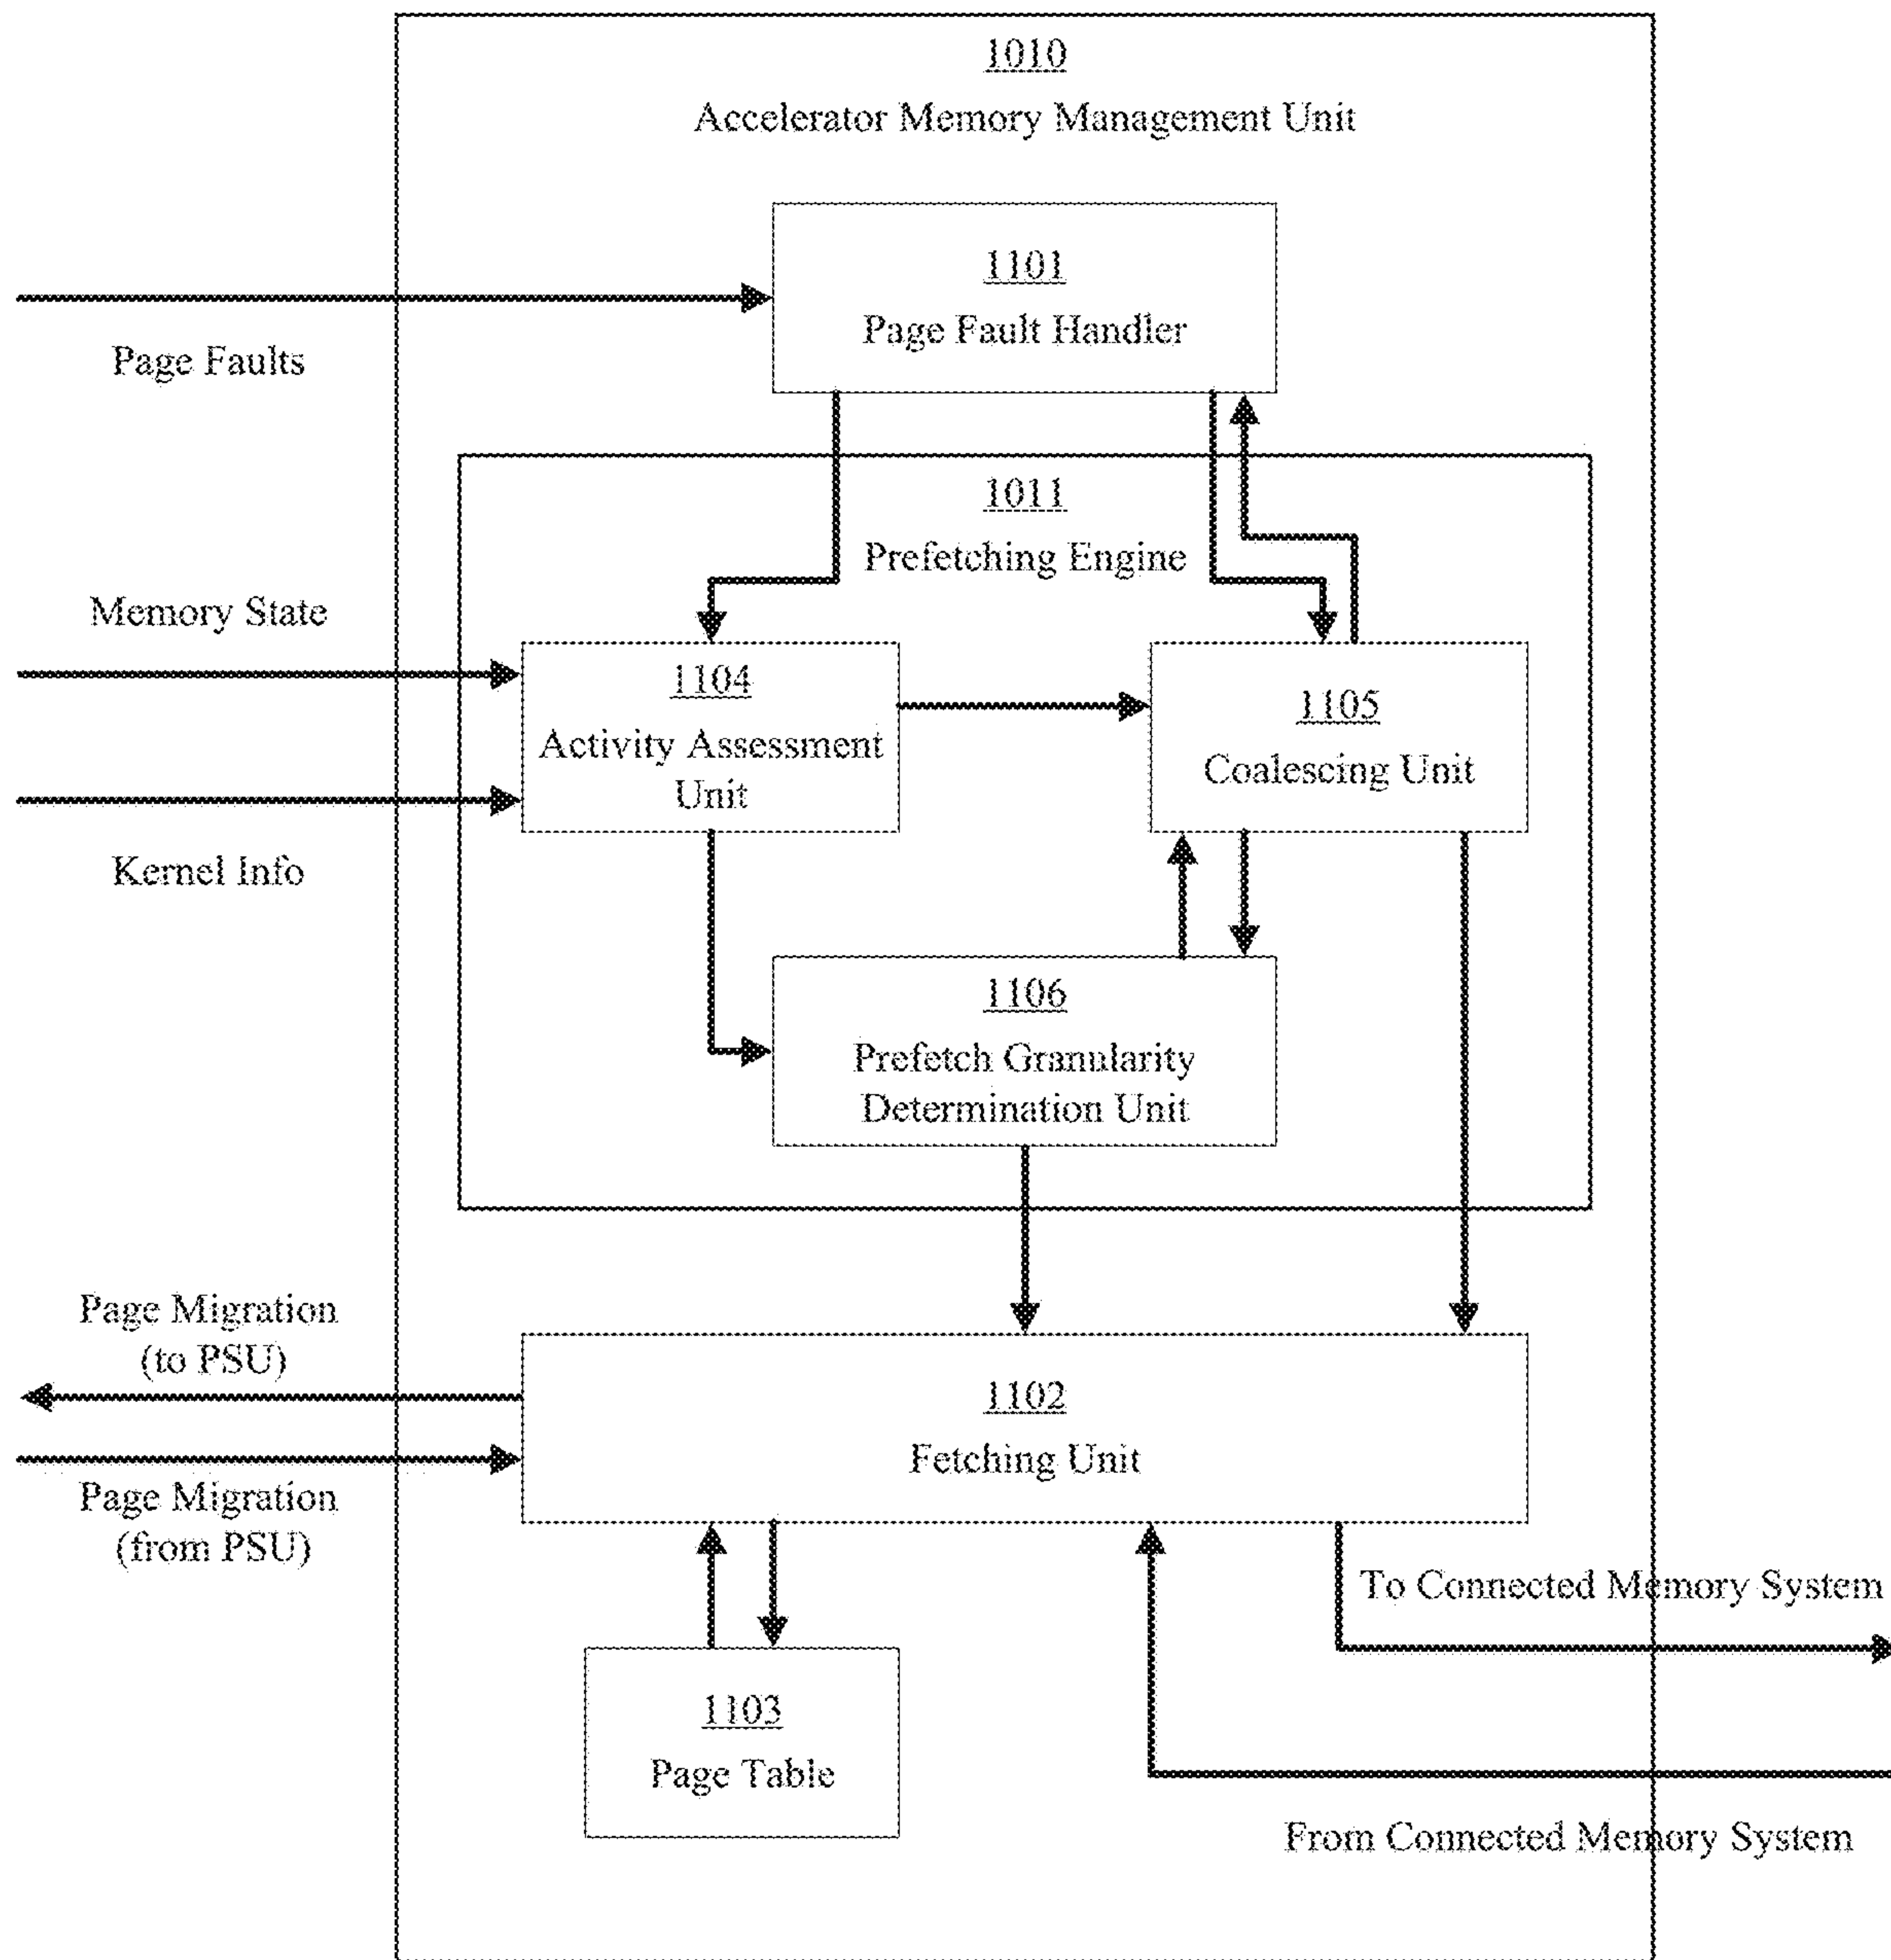 1010
Accelerator Memory Management Unit
1101
Page Fault Handler
Page Faults
1011
Prefetching Engine
Memory State
1104
Activity Assessment
Unit
1105
Coalescing Unit
Kernel Info
1106
Prefetch Granularity
Determination Unit
Page Migration
(to PSU)
1102
Fetching Unit
Page Migration
(from PSU)
To Connected Memory System
1103
Page Table
From Connected Memory System